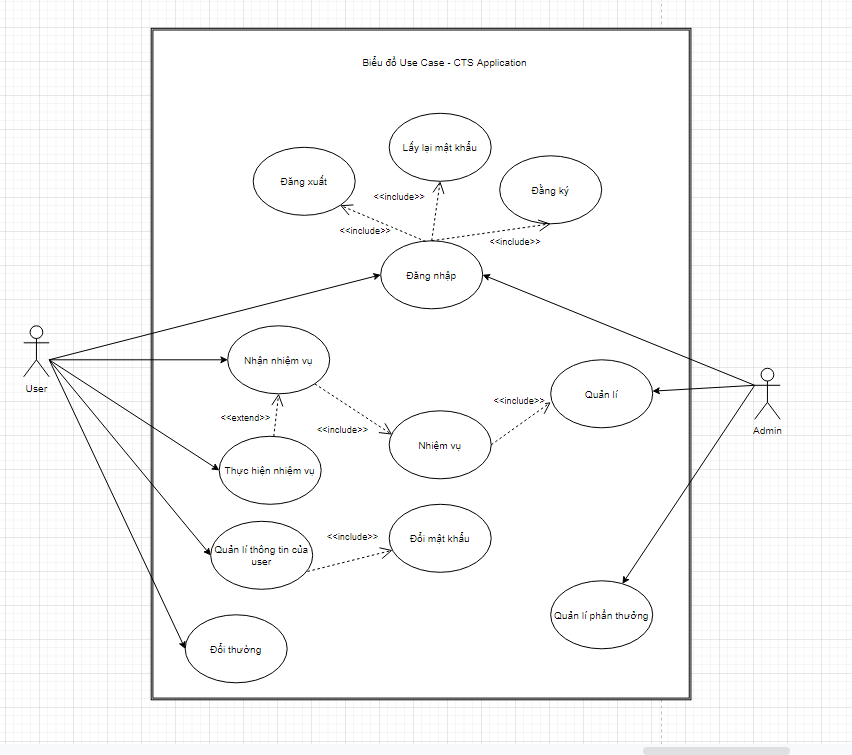 Biểu đồ Use Case - CTS Application
Lấy lại mật khẩu
Đăng xuất
Đằng ký
<<include>>
<<include>>
<<include>>
Đăng nhập
User
Nhận nhiệm vụ
Quản lí
Admin
<<extend>>
<<include>>
<<include>>
Nhiệm vụ
Thực hiện nhiệm vụ
Quản lí thông tin của
user
<<include>>
Đổi mật khẩu
Quản lí phần thưởng
Đổi thưởng